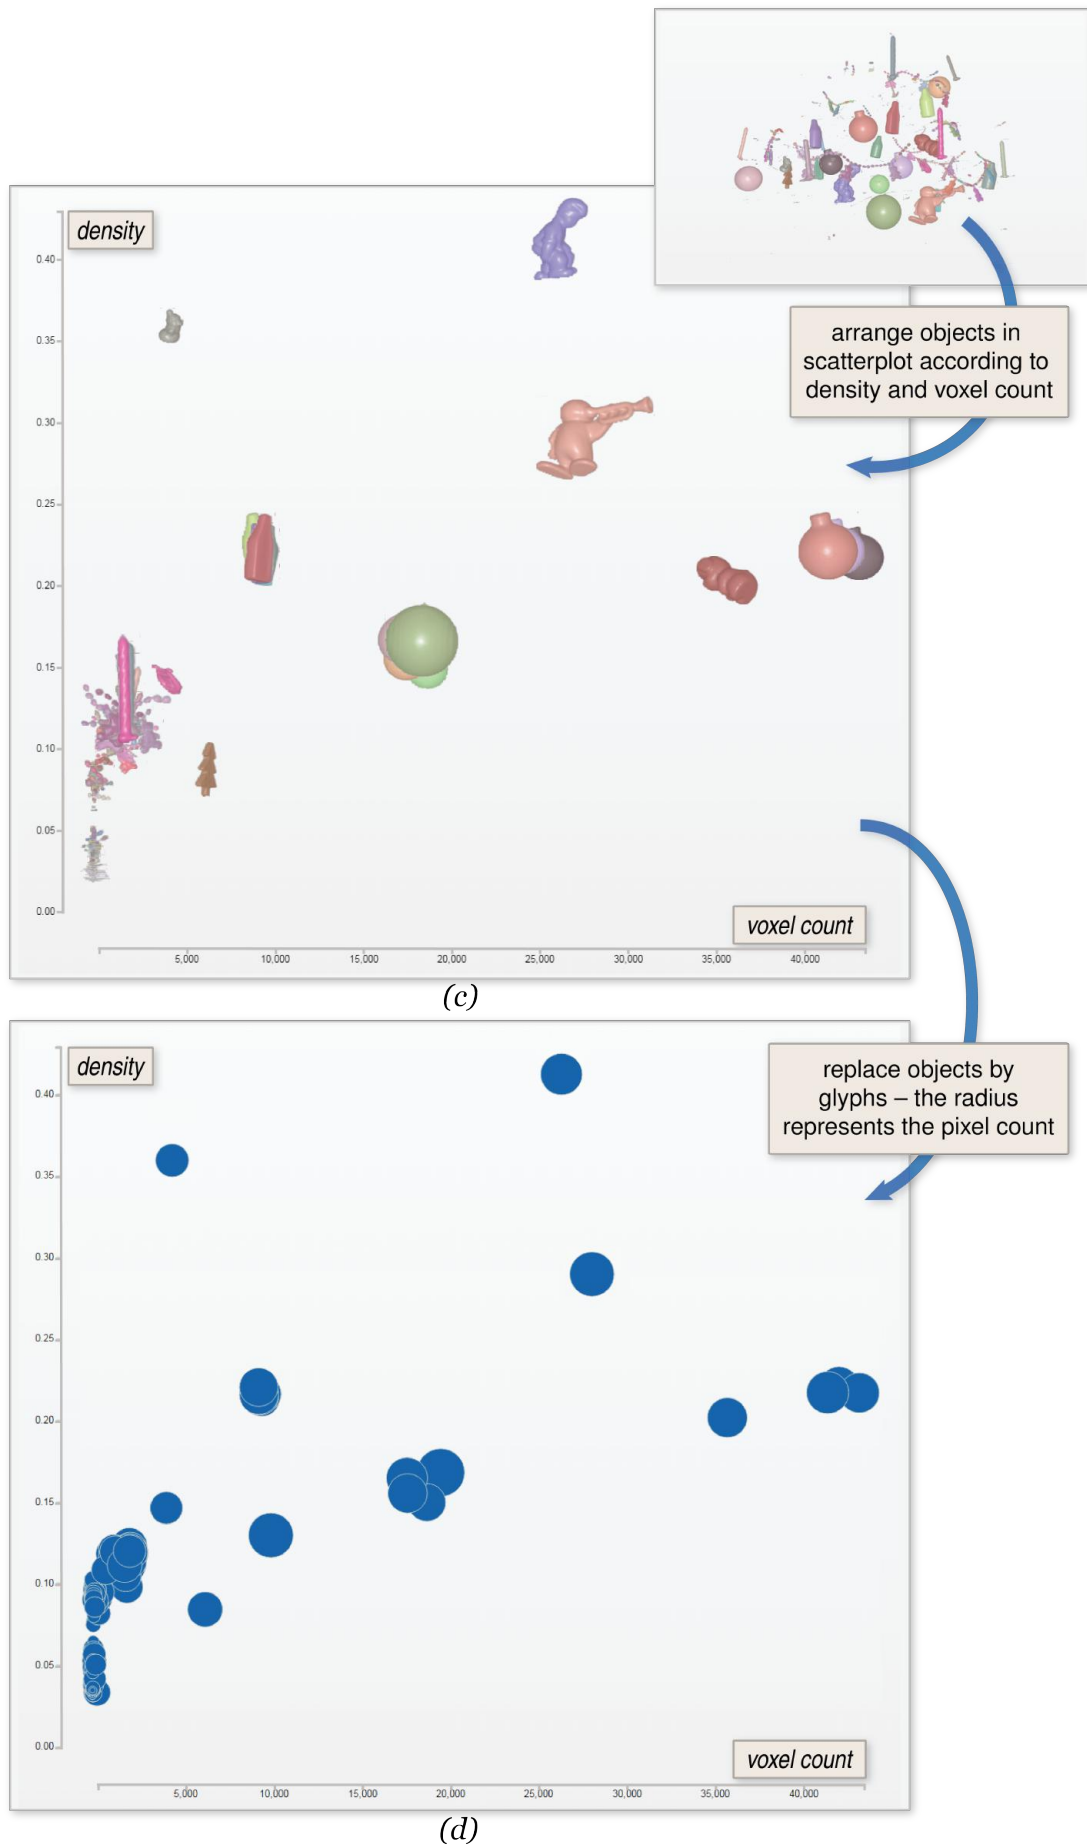 density
0.40
0.35
0.30
0.25
0.20
0.15
0.10
0.05
0.00
arrange objects in
scatterplot according to
density and voxel count
voxel count
5,000 10,000 15,000 20,000 25,000 30,000 35,000 40,000
(c)
density
0.40
0.35
0.30
0.25
0.20
0.15
0.10
0.05
0.00
replace objects by
glyphs – the radius
represents the pixel count
voxel count
5,000 10,000 15,000 20,000 25,000 30,000 35,000 40,000
(d)